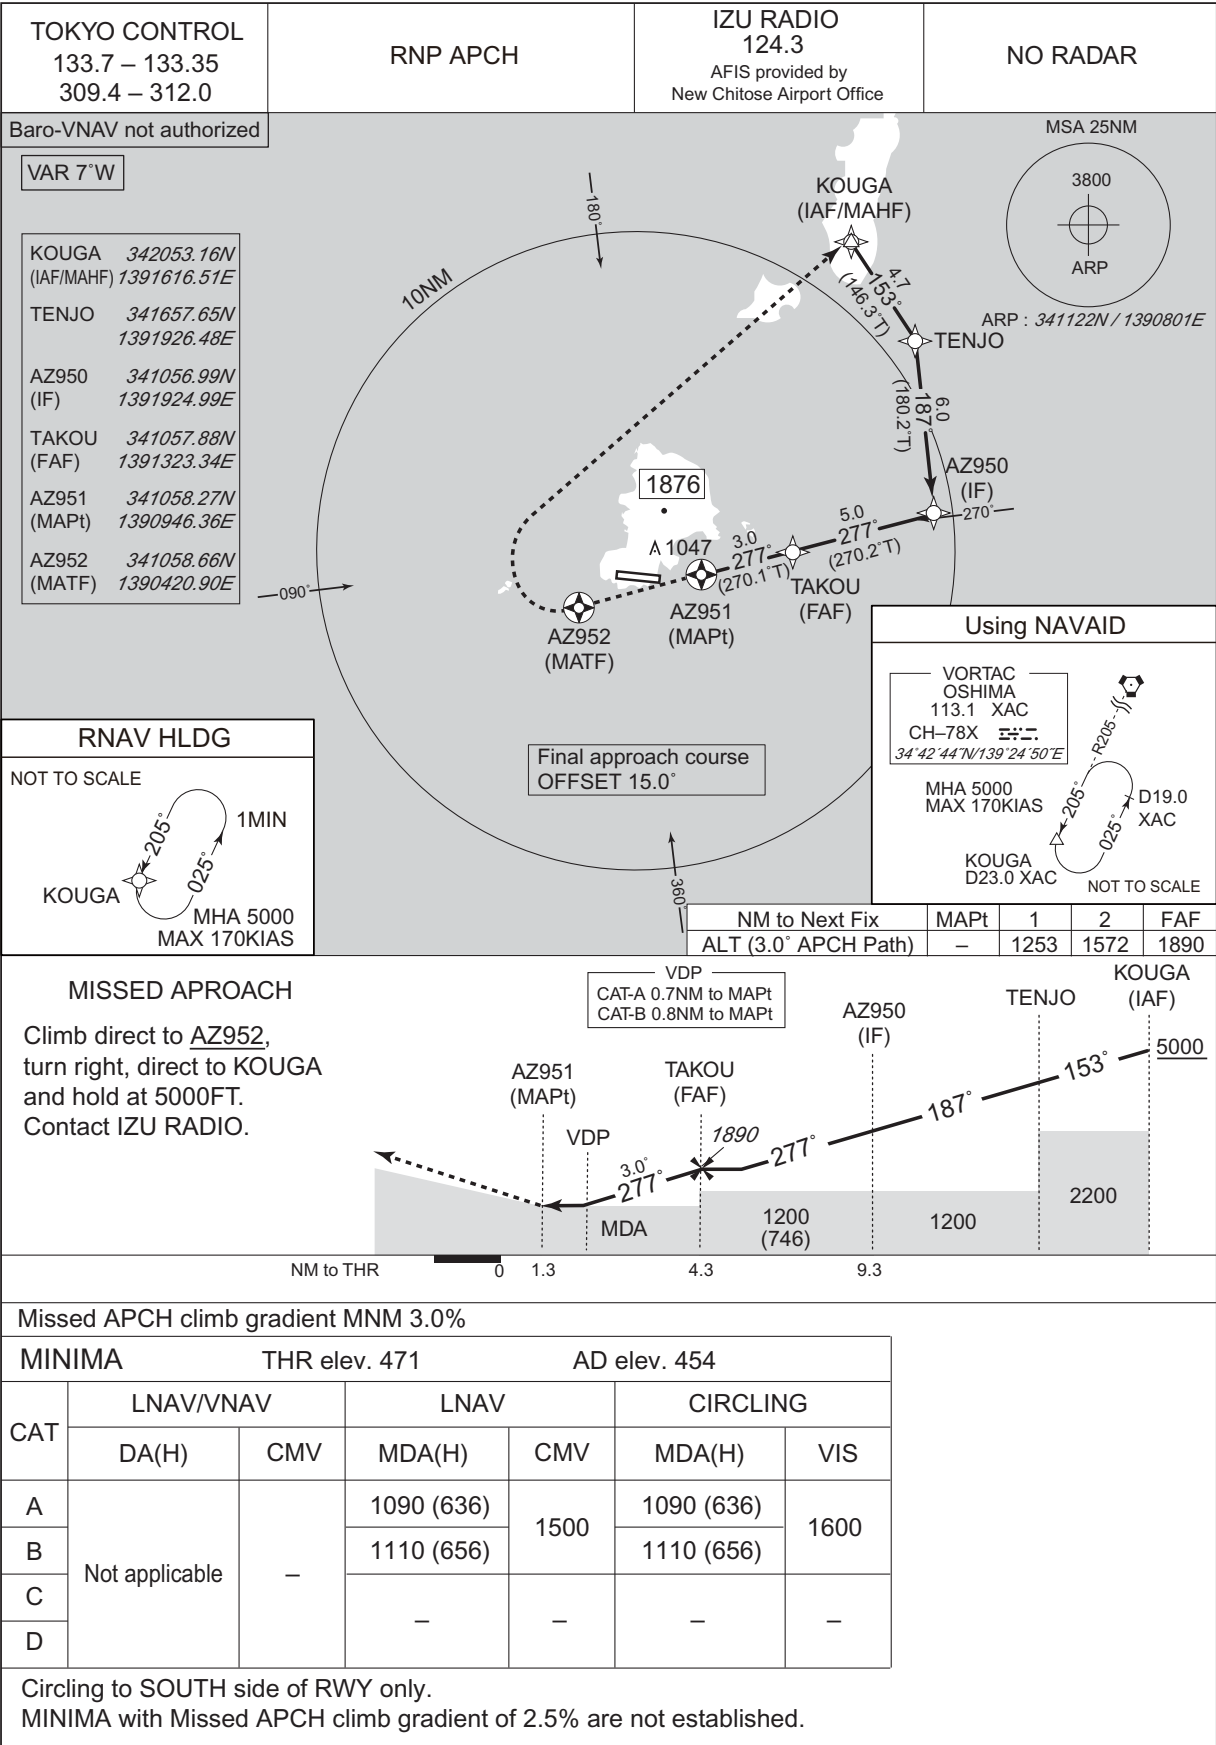 TOKYO CONTROL
133.7 – 133.35
309.4 – 312.0
RNP APCH
IZU RADIO
124.3
AFIS provided by
New Chitose Airport Office
NO RADAR
Baro-VNAV not authorized
VAR 7˚W
KOUGA 342053.16N
(IAF/MAHF) 1391616.51E
TENJO 341657.65N
1391926.48E
AZ950 341056.99N
(IF) 1391924.99E
TAKOU 341057.88N
(FAF) 1391323.34E
AZ951 341058.27N
(MAPt) 1390946.36E
AZ952 341058.66N
(MATF) 1390420.90E
MSA 25NM
3800
ARP
ARP : 341122N / 1390801E
180˚
10NM
KOUGA
(IAF/MAHF)
4.7
153˚
(146.3˚T)
TENJO
6.0
187˚
(180.2˚T)
AZ950
(IF)
270˚
5.0
277˚
(270.2˚T)
1876
1047
3.0
277˚
(270.1˚T)
TAKOU
(FAF)
AZ951
(MAPt)
AZ952
(MATF)
090˚
360˚
Final approach course
OFFSET 15.0˚
RNAV HLDG
NOT TO SCALE
205˚
1MIN
025˚
KOUGA
MHA 5000
MAX 170KIAS
Using NAVAID
VORTAC
OSHIMA
113.1 XAC
CH–78X
34˚42´44˝N/139˚24´50˝E
R205
MHA 5000
MAX 170KIAS
205˚
025˚
D19.0
XAC
KOUGA
D23.0 XAC
NOT TO SCALE
NM to Next Fix MAPt 1 2 FAF
ALT (3.0˚ APCH Path) – 1253 1572 1890
MISSED APROACH
Climb direct to AZ952,
turn right, direct to KOUGA
and hold at 5000FT.
Contact IZU RADIO.
VDP
CAT-A 0.7NM to MAPt
CAT-B 0.8NM to MAPt
AZ951
(MAPt)
VDP
TAKOU
(FAF)
AZ950
(IF)
TENJO
KOUGA
(IAF)
5000
153˚
187˚
277˚
1890
3.0˚
277˚
MDA
1200
(746)
1200
2200
NM to THR 0 1.3 4.3 9.3
Missed APCH climb gradient MNM 3.0%
MINIMA THR elev. 471 AD elev. 454
CAT LNAV/VNAV LNAV CIRCLING
DA(H) CMV MDA(H) CMV MDA(H) VIS
A Not applicable – 1090 (636) 1500 1090 (636) 1600
B 1110 (656) 1110 (656)
C – – – –
D
Circling to SOUTH side of RWY only.
MINIMA with Missed APCH climb gradient of 2.5% are not established.